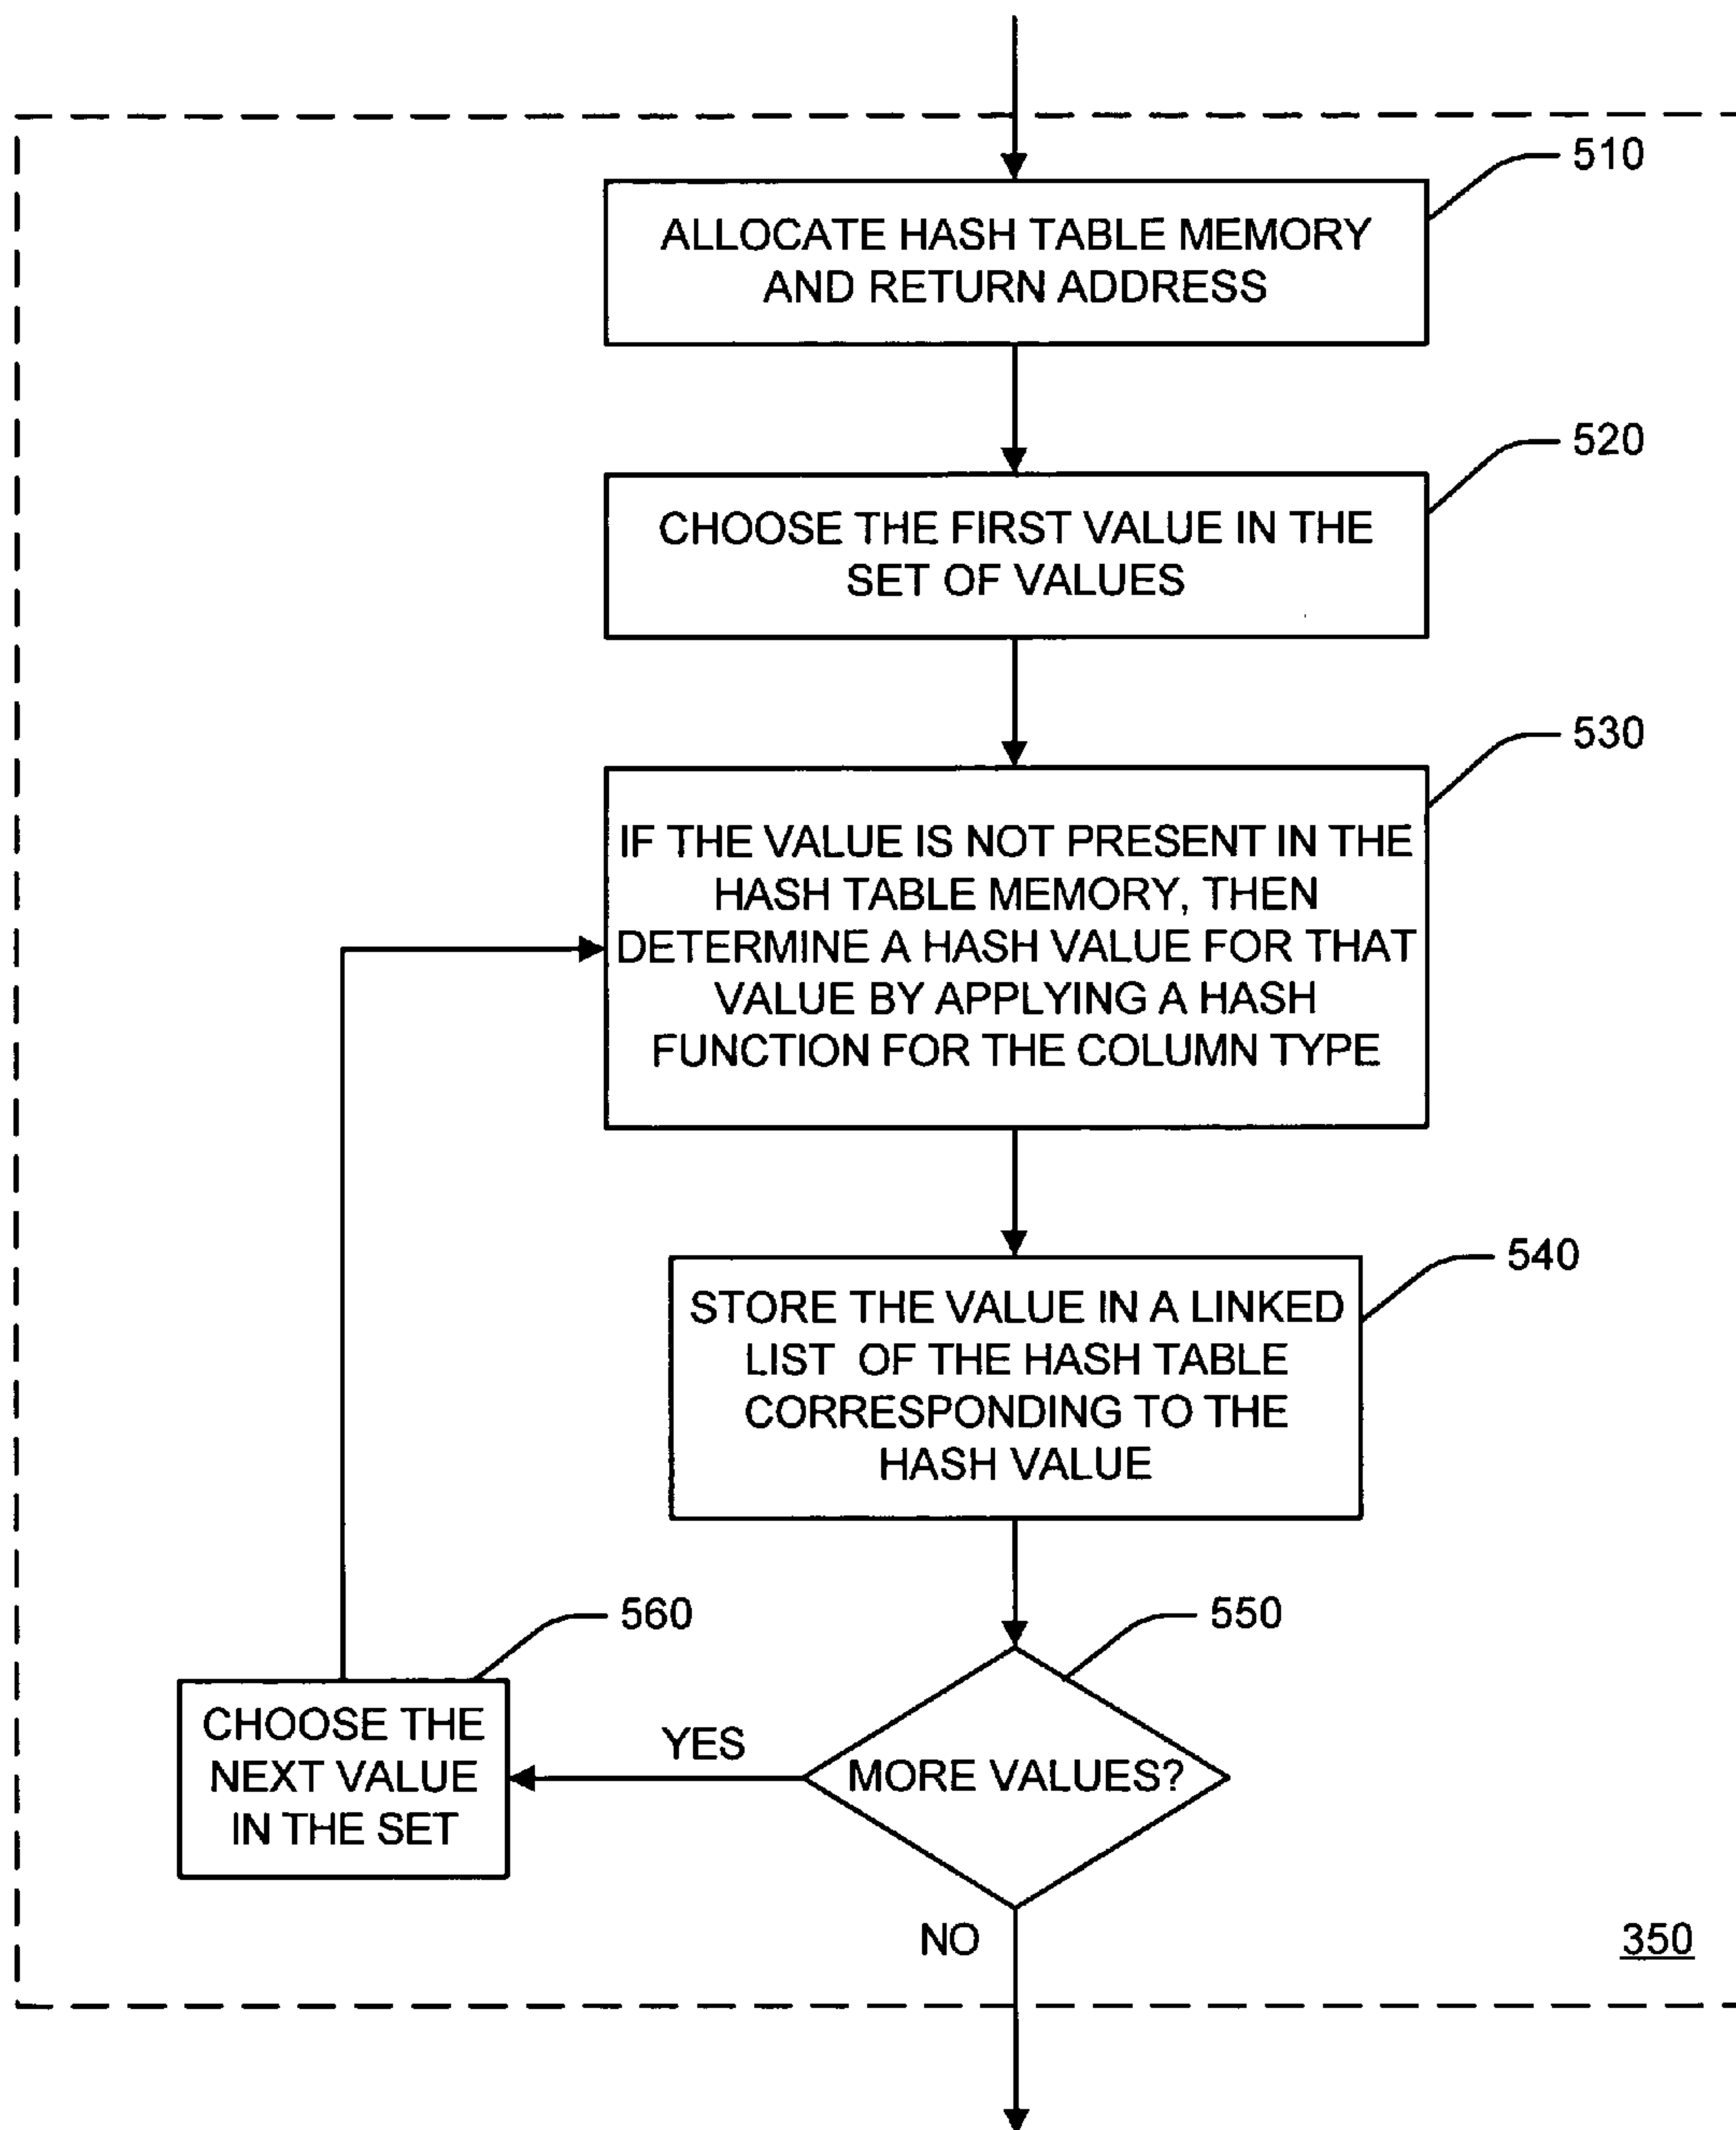 510
ALLOCATE HASH TABLE MEMORY
AND RETURN ADDRESS
520
CHOOSE THE FIRST VALUE IN THE
SET OF VALUES
530
IF THE VALUE IS NOT PRESENT IN THE
HASH TABLE MEMORY, THEN
DETERMINE A HASH VALUE FOR THAT
VALUE BY APPLYING A HASH
FUNCTION FOR THE COLUMN TYPE
540
STORE THE VALUE IN A LINKED
LIST OF THE HASH TABLE
CORRESPONDING TO THE
HASH VALUE
560
550
CHOOSE THE
NEXT VALUE
IN THE SET
YES
MORE VALUES?
NO
350